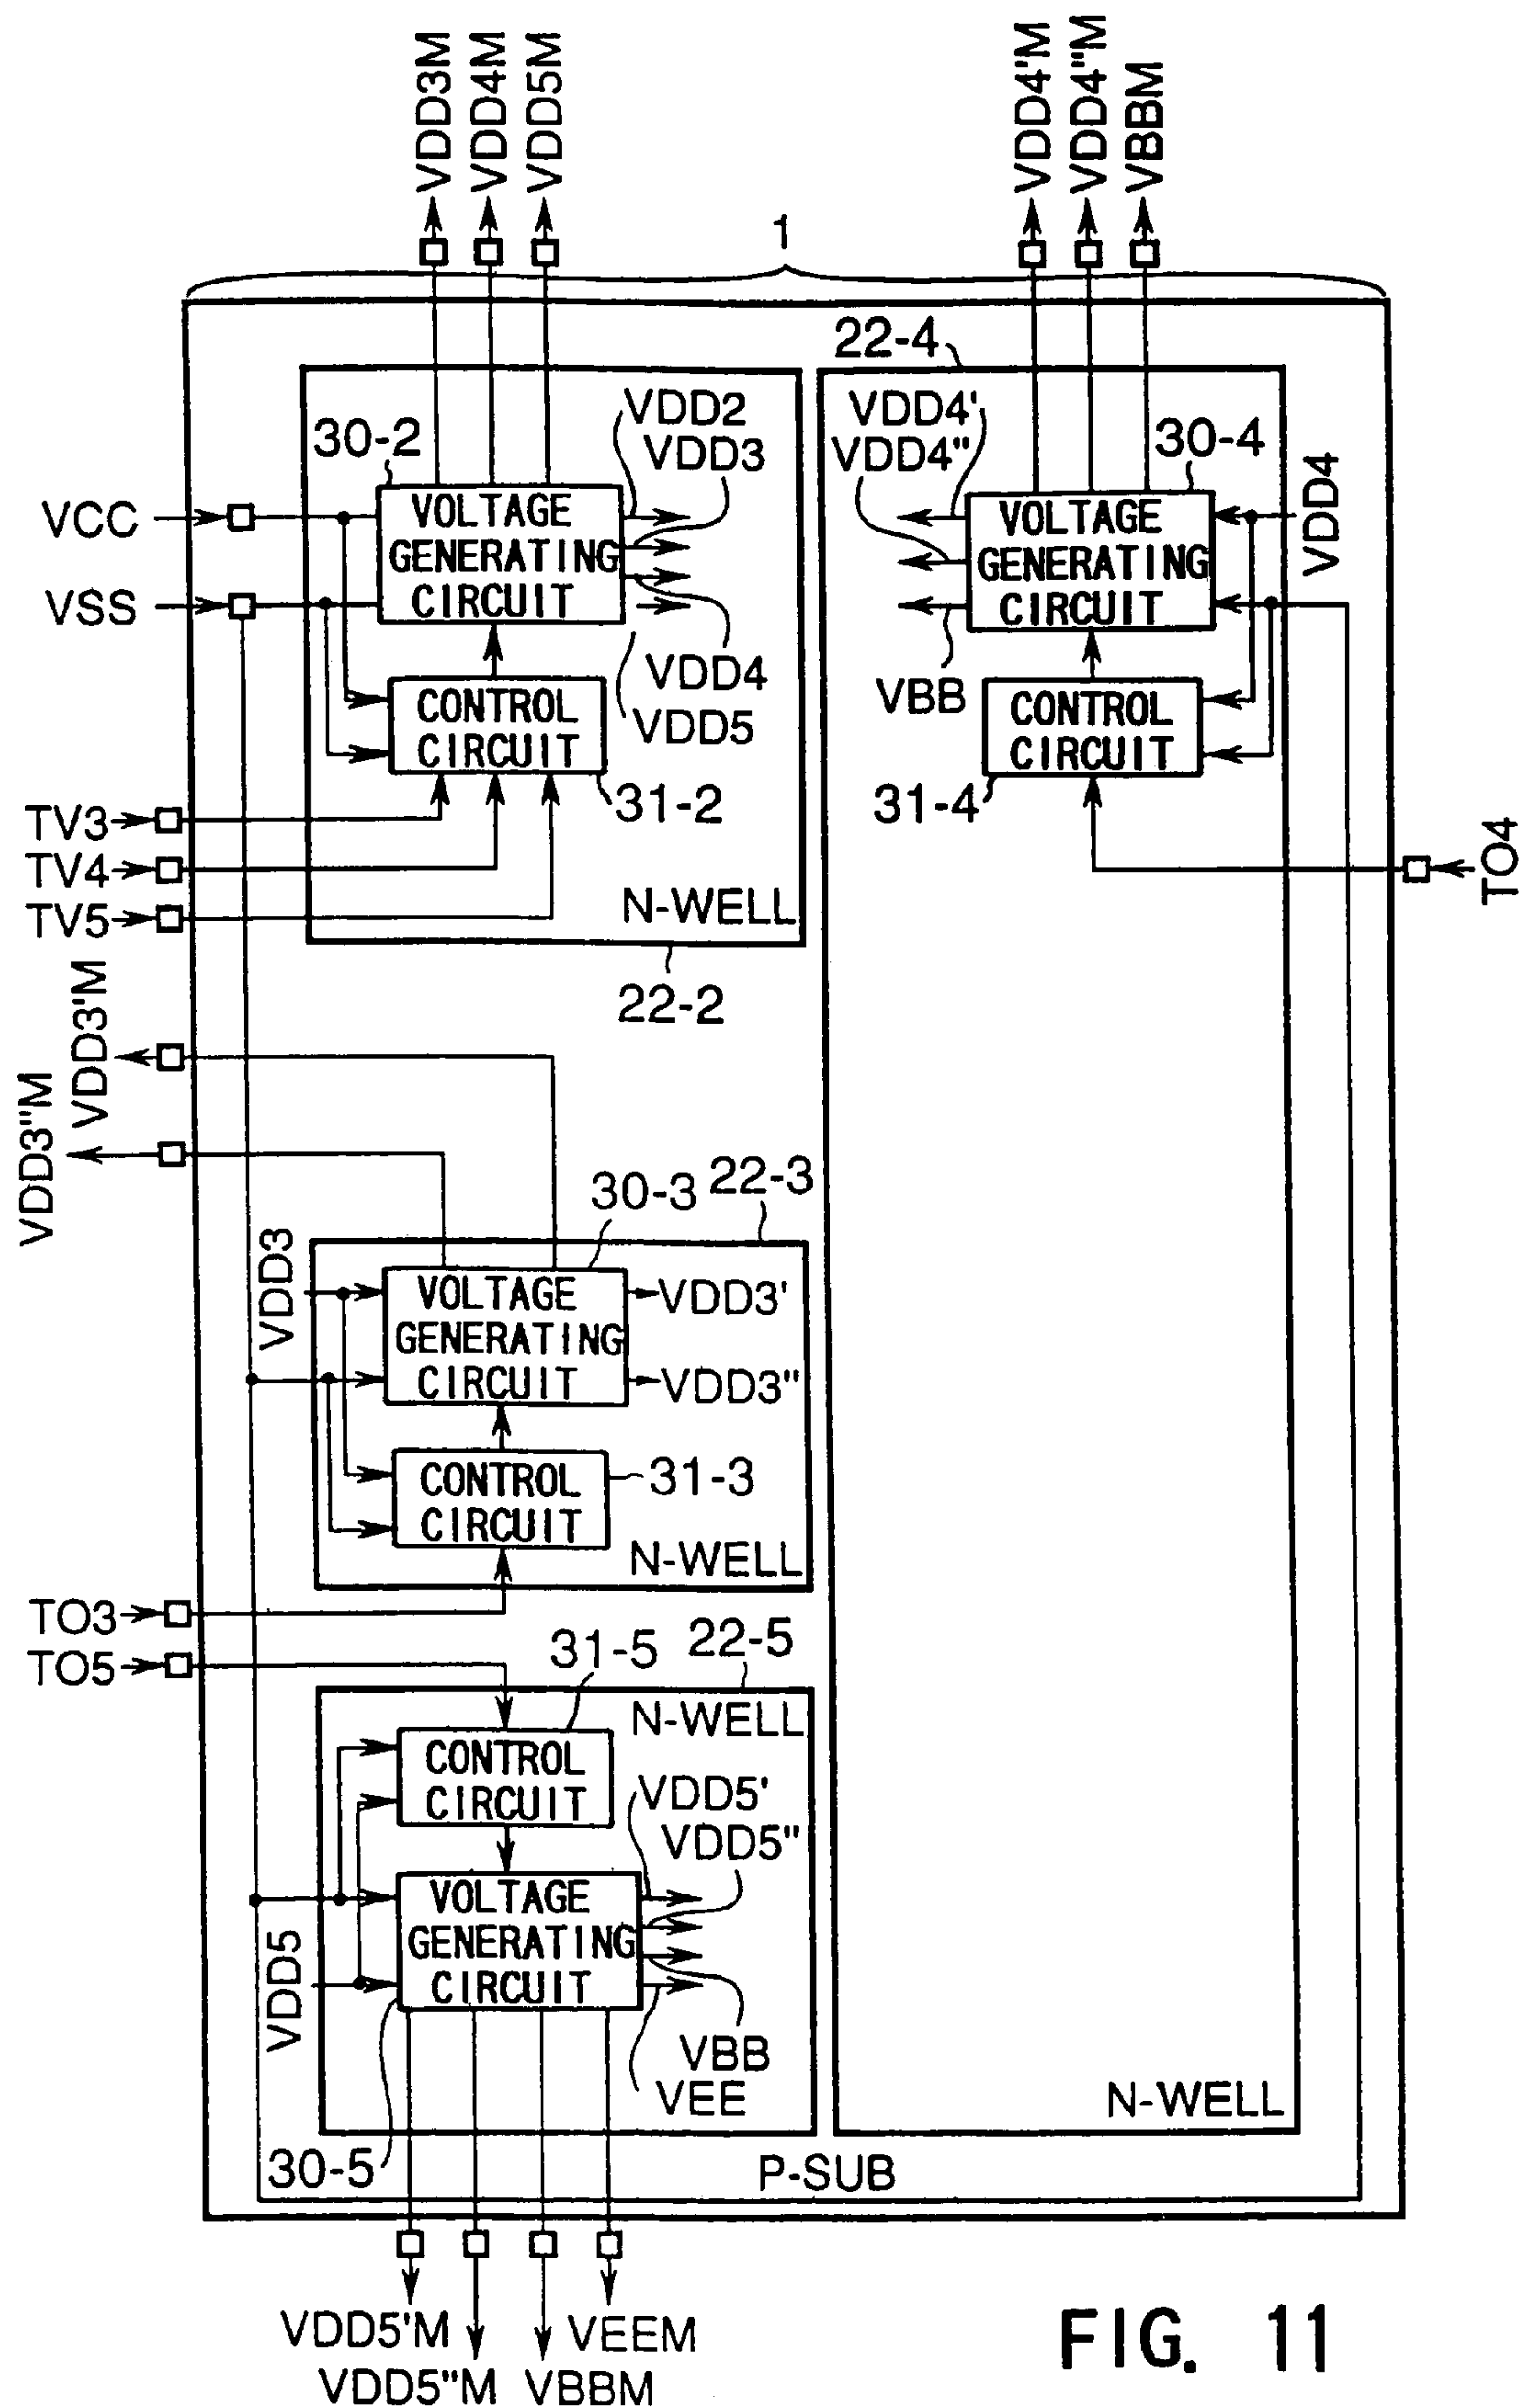 VDD3M
VDD4M
VDD5M
VDD4'M
VDD4"M
VBBM
1
22-4
30-2
VDD2
VDD3
VDD4'
VDD4"
30-4
VDD4
VCC
VSS
VOLTAGE
GENERATING
CIRCUIT
VOLTAGE
GENERATING
CIRCUIT
VDD4
VDD5
VBB
CONTROL
CIRCUIT
CONTROL
CIRCUIT
31-2
31-4
TV3
TV4
TV5
TO4
N-WELL
22-2
VDD3'M
VDD3"M
30-3
22-3
VDD3
VOLTAGE
GENERATING
CIRCUIT
VDD3'
VDD3"
CONTROL
CIRCUIT
31-3
N-WELL
TO3
TO5
31-5
22-5
N-WELL
CONTROL
CIRCUIT
VDD5'
VDD5"
VOLTAGE
GENERATING
CIRCUIT
VDD5
VBB
VEE
N-WELL
30-5
P-SUB
VDD5'M
VEEM
VDD5"M
VBBM
FIG. 11